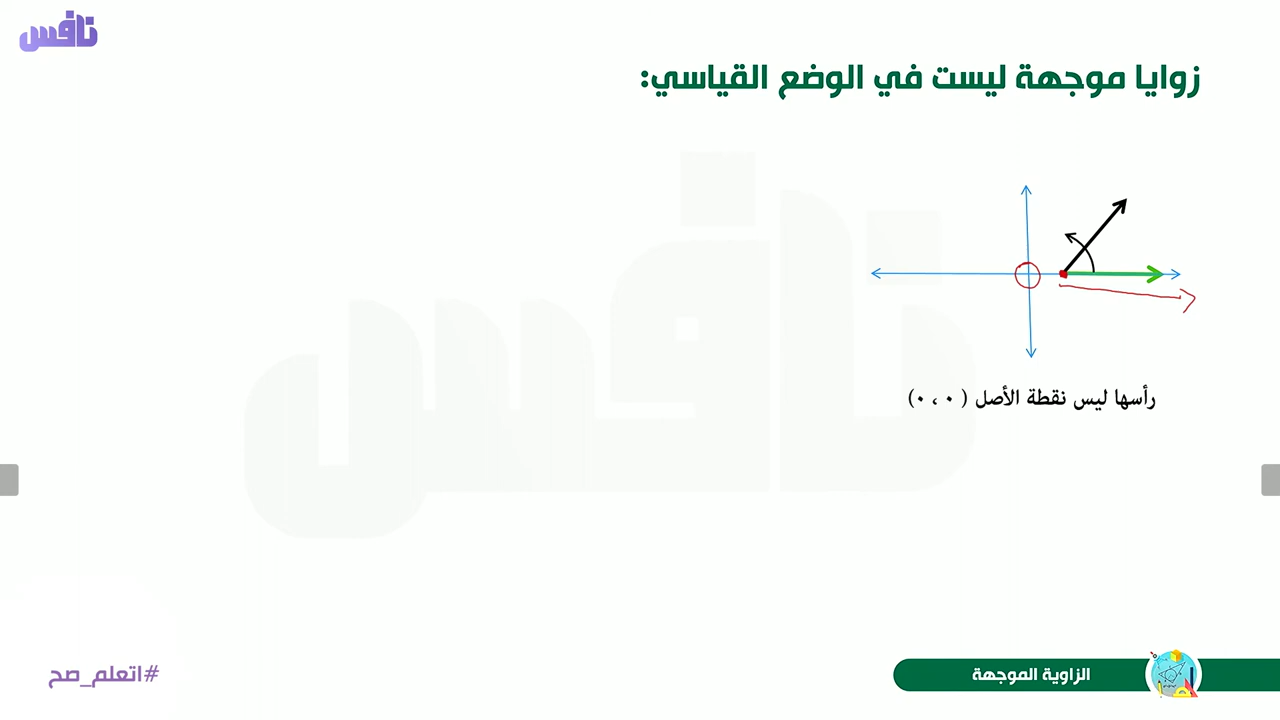 نافس
زوايا موجهة ليست في الوضع القياسي:
رأسها ليس نقطة الأصل ( ٠ ، ٠)
#اتعلم_صح
الزاوية الموجهة